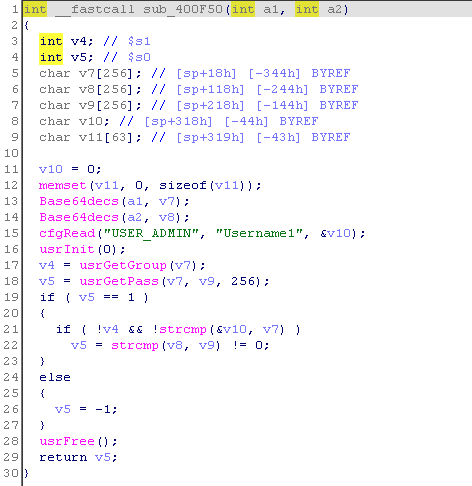 1 int __fastcall sub_400F50(int a1, int a2)
2 {
3 int v4; // $s1
4 int v5; // $s0
5 char v7[256]; // [sp+18h] [-344h] BYREF
6 char v8[256]; // [sp+118h] [-244h] BYREF
7 char v9[256]; // [sp+218h] [-144h] BYREF
8 char v10; // [sp+318h] [-44h] BYREF
9 char v11[63]; // [sp+319h] [-43h] BYREF
10
11 v10 = 0;
12 memset(v11, 0, sizeof(v11));
13 Base64decs(a1, v7);
14 Base64decs(a2, v8);
15 cfgRead("USER_ADMIN", "Username1", &v10);
16 usrInit(0);
17 v4 = usrGetGroup(v7);
18 v5 = usrGetPass(v7, v9, 256);
19 if ( v5 == 1 )
20 {
21 if ( !v4 && !strcmp(&v10, v7) )
22 v5 = strcmp(v8, v9) != 0;
23 }
24 else
25 {
26 v5 = -1;
27 }
28 usrFree();
29 return v5;
30 }